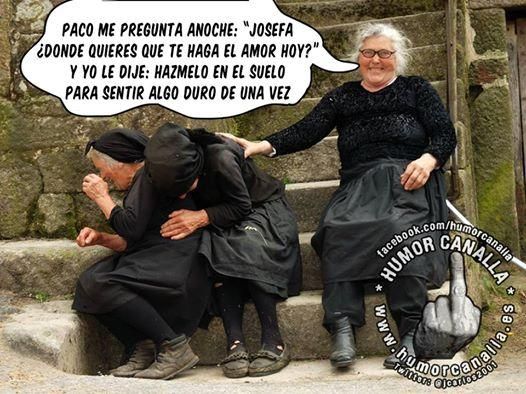 PACO ME PREGUNTA ANOCHE: "JOSEFA
¿DONDE QUIERES QUE TE HAGA EL AMOR HOY?"
Y YO LE DIJE: HAZMELO EN EL SUELO
PARA SENTIR ALGO DURO DE UNA VEZ
facebook.com/humorcanalla
* HUMOR CANALLA *
www.humorcanalla.es
Twitter: @jcarlos2001